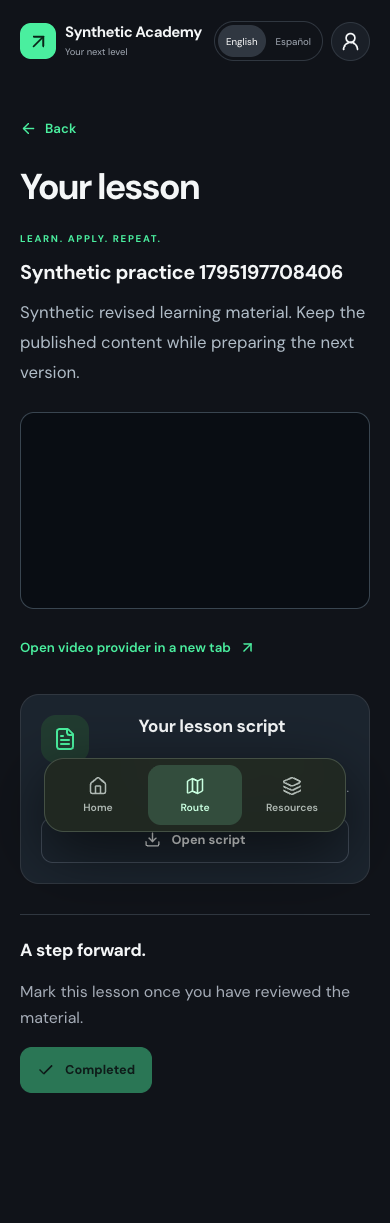 Synthetic Academy
Your next level
English
Español
Back
Your lesson
LEARN. APPLY. REPEAT.
Synthetic practice 1795197708406
Synthetic revised learning material. Keep the
published content while preparing the next
version.
Open video provider in a new tab
Your lesson script
Home
Route
Resources
Open script
A step forward.
Mark this lesson once you have reviewed the
material.
Completed